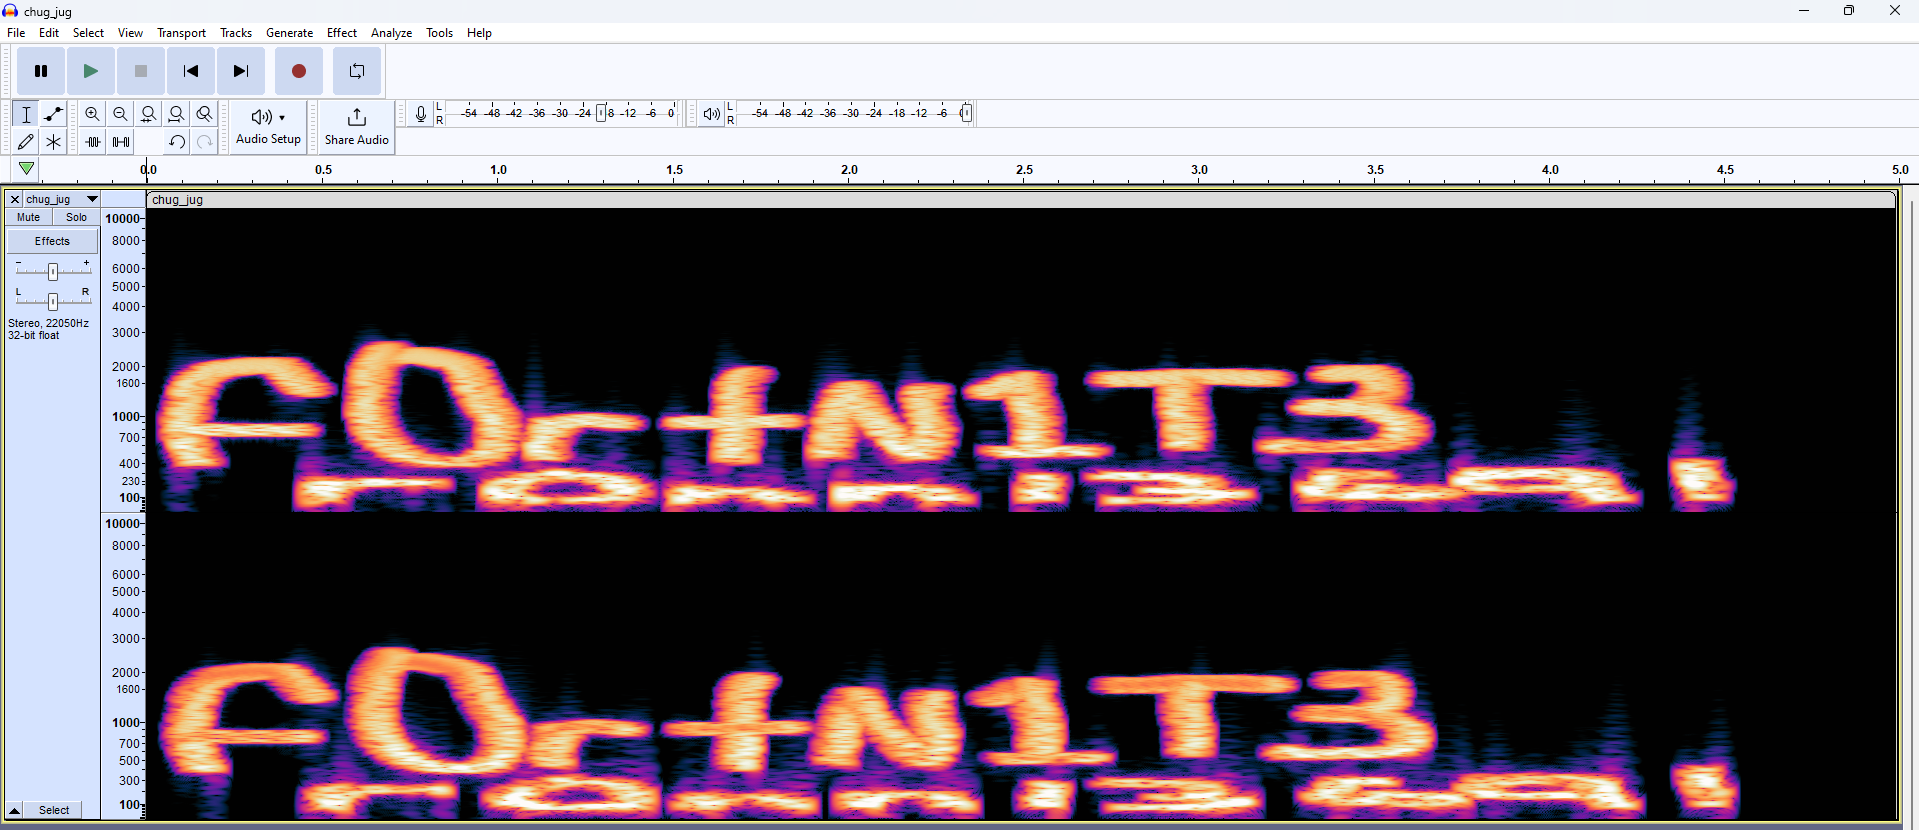 chug_jug
File Edit Select View Transport Tracks Generate Effect Analyze Tools Help
L -54 -48 -42 -36 -30 -24 8 -12 -6 0 L -54 -48 -42 -36 -30 -24 -18 -12 -6
R R
Audio Setup Share Audio
0.0 0.5 1.0 1.5 2.0 2.5 3.0 3.5 4.0 4.5 5.0
chug_jug chug_jug
Mute Solo
Effects
- +
L R
Stereo, 22050Hz
32-bit float
10000
8000
6000
5000
4000
3000
2000
1600
1000
700
400
230
100
f0rtN1T3
10000
8000
6000
5000
4000
3000
2000
1600
1000
700
500
300
100
f0rtN1T3
Select